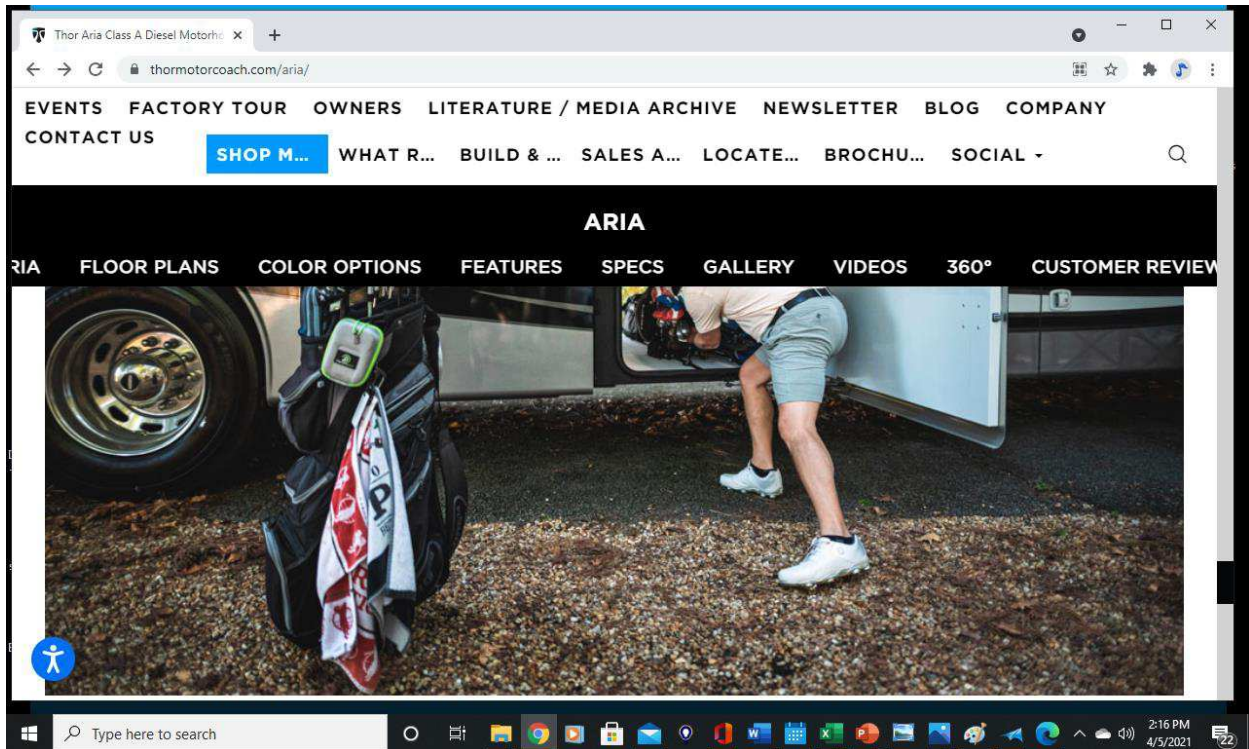 Thor Aria Class A Diesel Motorho
thormotorcoach.com/aria/
EVENTS FACTORY TOUR OWNERS LITERATURE / MEDIA ARCHIVE NEWSLETTER BLOG COMPANY
CONTACT US
SHOP M... WHAT R... BUILD & ... SALES A... LOCATE... BROCHU... SOCIAL
ARIA
RIA FLOOR PLANS COLOR OPTIONS FEATURES SPECS GALLERY VIDEOS 360° CUSTOMER REVIEW
Type here to search
2:16 PM
4/5/2021
22